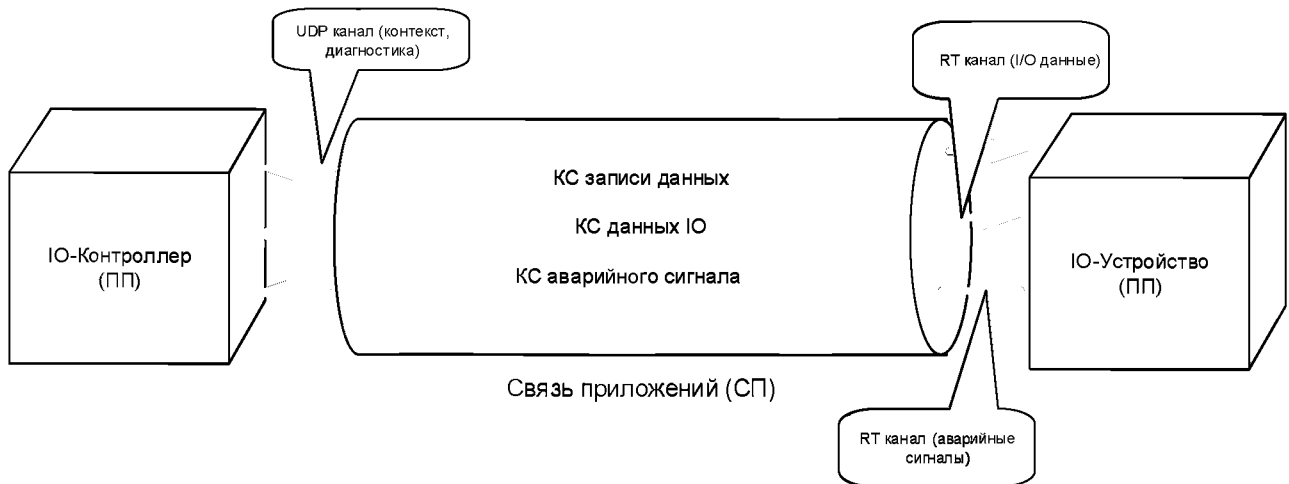 UDP канал (контекст,
диагностика)
RT канал (I/O данные)
КС записи данных
КС данных IO
КС аварийного сигнала
IO-Контроллер
(ПП)
IO-Устройство
(ПП)
Связь приложений (СП)
RT канал (аварийные
сигналы)